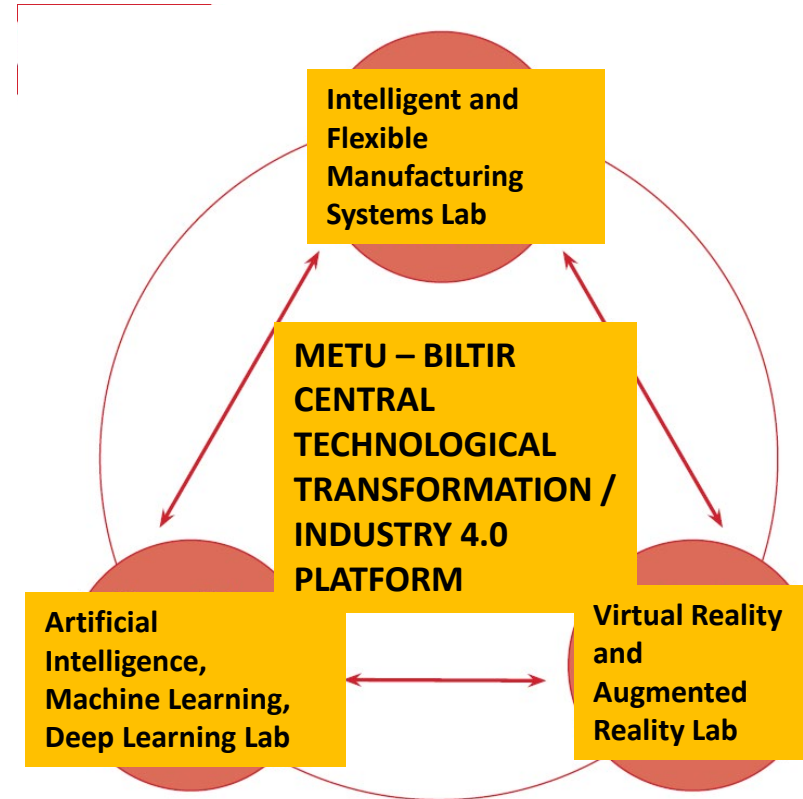 Intelligent and
Flexible
Manufacturing
Systems Lab
METU – BILTIR
CENTRAL
TECHNOLOGICAL
TRANSFORMATION /
INDUSTRY 4.0
PLATFORM
Artificial
Intelligence,
Machine Learning,
Deep Learning Lab
Virtual Reality
and
Augmented
Reality Lab